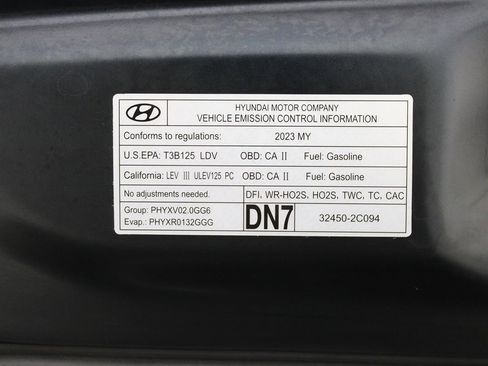 HYUNDAI MOTOR COMPANY
VEHICLE EMISSION CONTROL INFORMATION
Conforms to regulations: 2023 MY
U.S.EPA: T3B125 LDV OBD: CA II Fuel: Gasoline
California: LEV III ULEV125 PC OBD: CA II Fuel: Gasoline
No adjustments needed. DFI, WR-HO2S, HO2S, TWC, TC, CAC
Group: PHYXV02.0GG6
Evap.: PHYXR0132GGG
DN7 32450-2C094